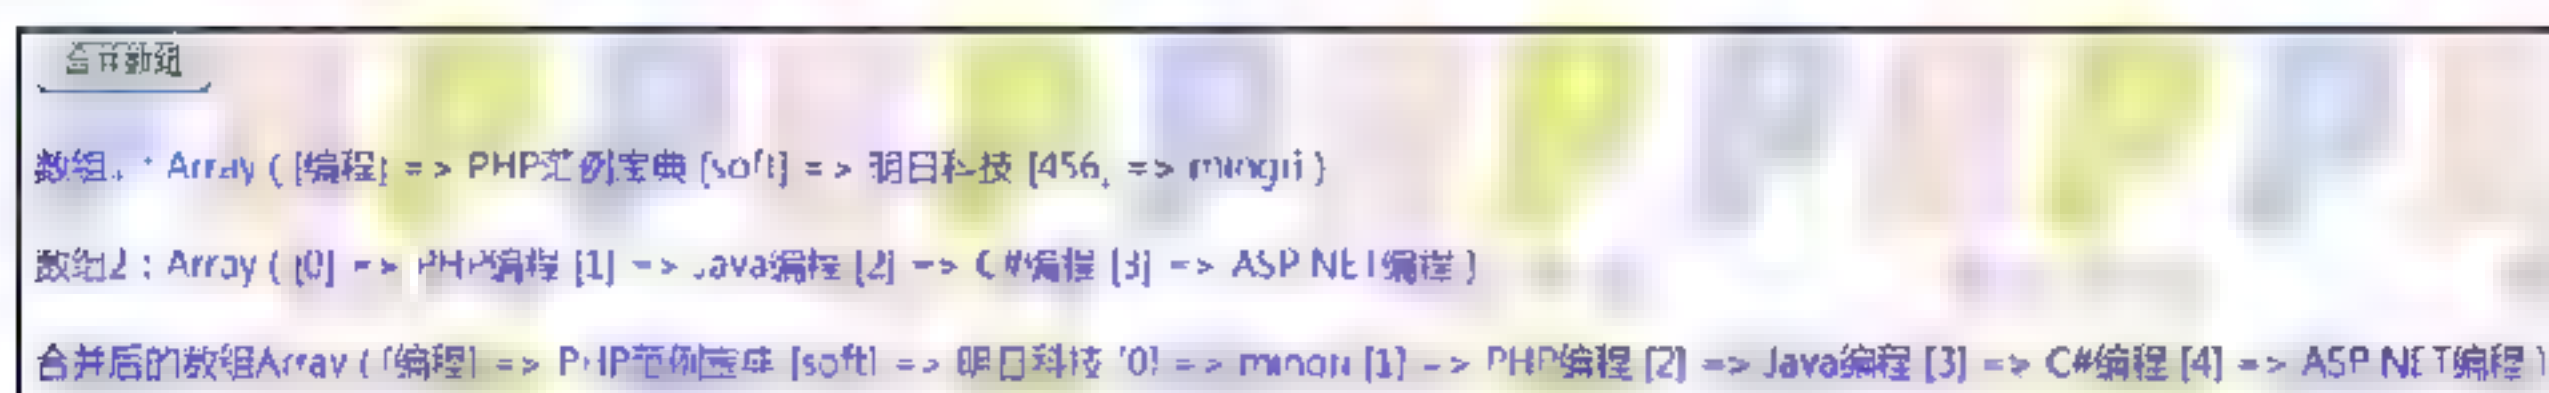 合并数组
数组1：Array ( [编程] => PHP范例宝典 [soft] => 明日科技 [456] => mingri )
数组2：Array ( [0] => PHP编程 [1] => Java编程 [2] => C#编程 [3] => ASP.NET编程 )
合并后的数组Array ( [编程] => PHP范例宝典 [soft] => 明日科技 [0] => mingri [1] => PHP编程 [2] => Java编程 [3] => C#编程 [4] => ASP.NET编程 )